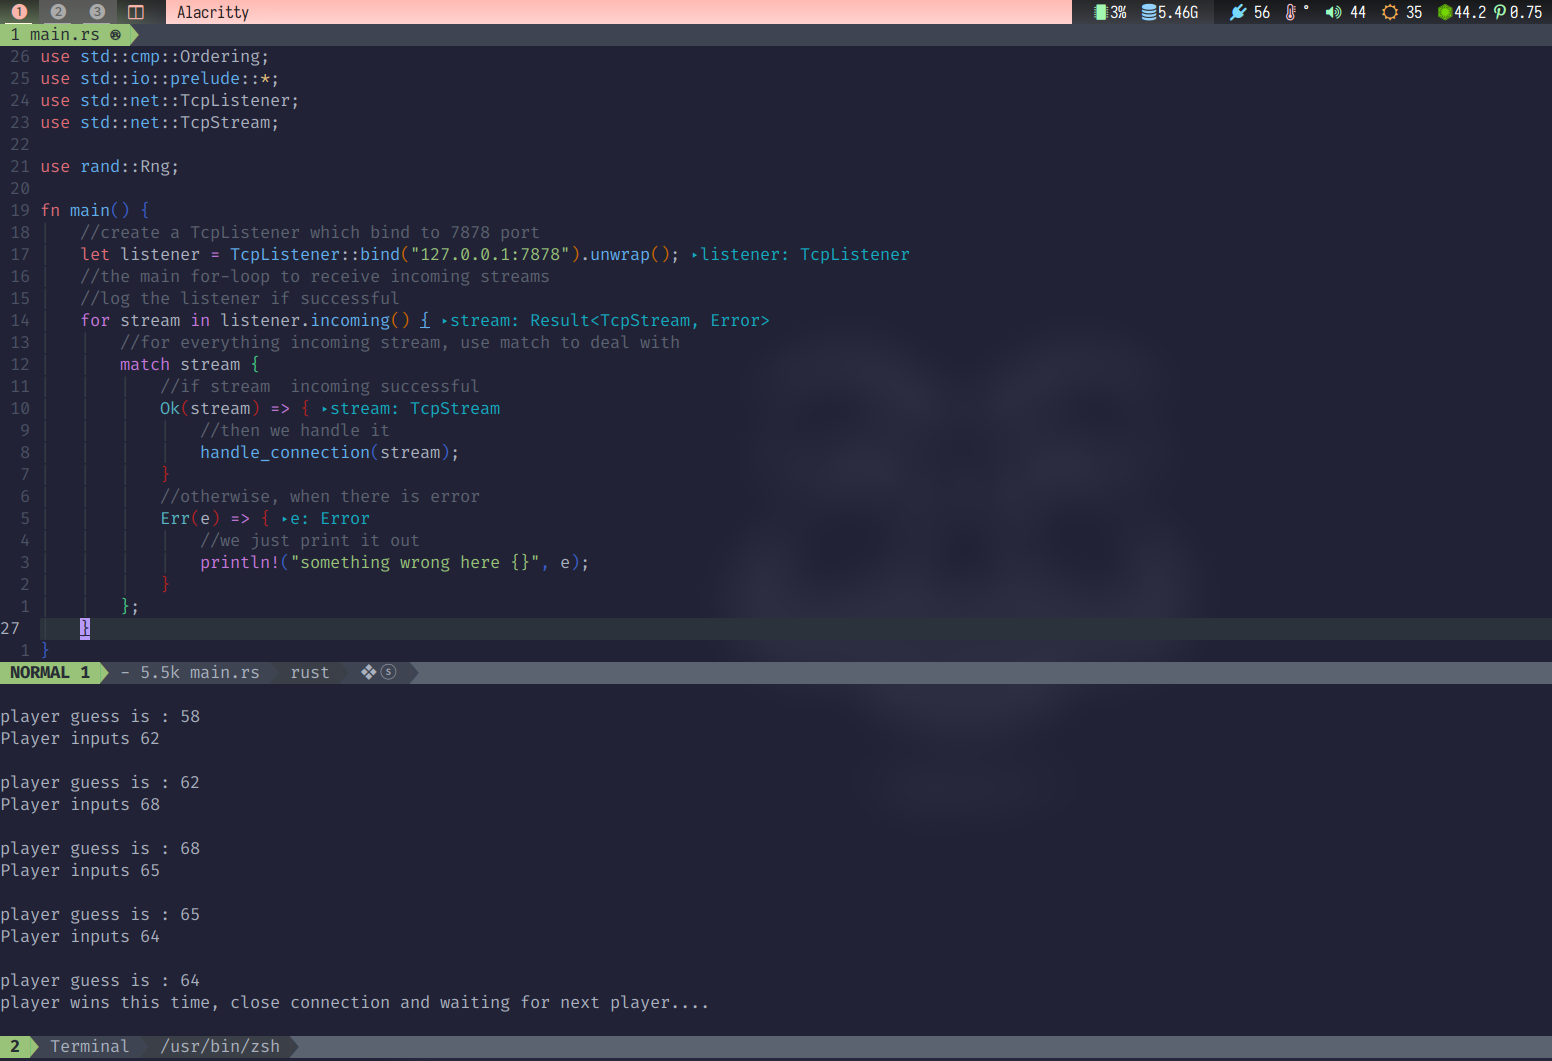 1 2 3 Alacritty 3% 5.46G 56 ° 44 35 44.2 0.75
1 main.rs
26 use std::cmp::Ordering;
25 use std::io::prelude::*;
24 use std::net::TcpListener;
23 use std::net::TcpStream;
22
21 use rand::Rng;
20
19 fn main() {
18 //create a TcpListener which bind to 7878 port
17 let listener = TcpListener::bind("127.0.0.1:7878").unwrap(); ‣listener: TcpListener
16 //the main for-loop to receive incoming streams
15 //log the listener if successful
14 for stream in listener.incoming() { ‣stream: Result<TcpStream, Error>
13 //for everything incoming stream, use match to deal with
12 match stream {
11 //if stream  incoming successful
10 Ok(stream) => { ‣stream: TcpStream
9 //then we handle it
8 handle_connection(stream);
7 }
6 //otherwise, when there is error
5 Err(e) => { ‣e: Error
4 //we just print it out
3 println!("something wrong here {}", e);
2 }
1 };
27 }
1 }
NORMAL 1 - 5.5k main.rs rust ❖ ⓢ
player guess is : 58
Player inputs 62
player guess is : 62
Player inputs 68
player guess is : 68
Player inputs 65
player guess is : 65
Player inputs 64
player guess is : 64
player wins this time, close connection and waiting for next player....
2 Terminal /usr/bin/zsh